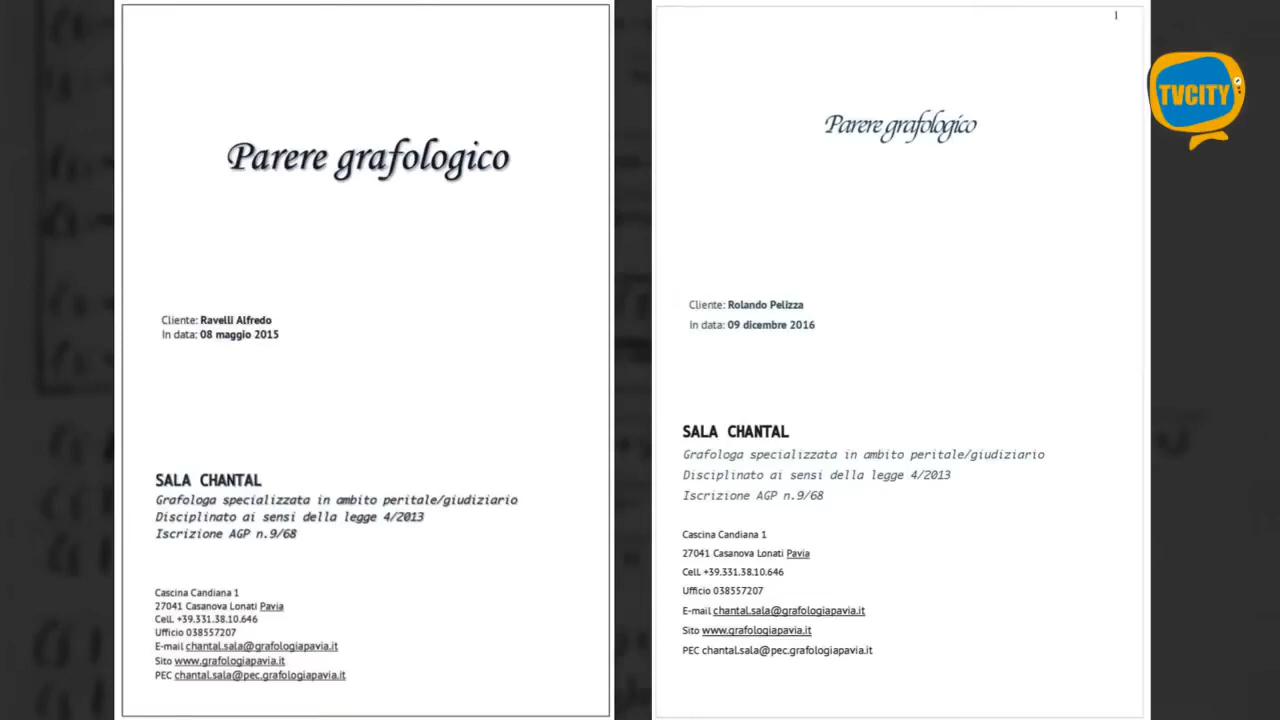 Parere grafologico
Cliente: Ravelli Alfredo
In data: 08 maggio 2015
SALA CHANTAL
Grafologa specializzata in ambito peritale/giudiziario
Disciplinato ai sensi della legge 4/2013
Iscrizione AGP n.9/68
Cascina Candiana 1
27041 Casanova Lonati Pavia
Cell. +39.331.38.10.646
Ufficio 038557207
E-mail chantal.sala@grafologiapavia.it
Sito www.grafologiapavia.it
PEC chantal.sala@pec.grafologiapavia.it
1
Parere grafologico
Cliente: Rolando Pelizza
In data: 09 dicembre 2016
SALA CHANTAL
Grafologa specializzata in ambito peritale/giudiziario
Disciplinato ai sensi della legge 4/2013
Iscrizione AGP n.9/68
Cascina Candiana 1
27041 Casanova Lonati Pavia
Cell. +39.331.38.10.646
Ufficio 038557207
E-mail chantal.sala@grafologiapavia.it
Sito www.grafologiapavia.it
PEC chantal.sala@pec.grafologiapavia.it
TVCITY